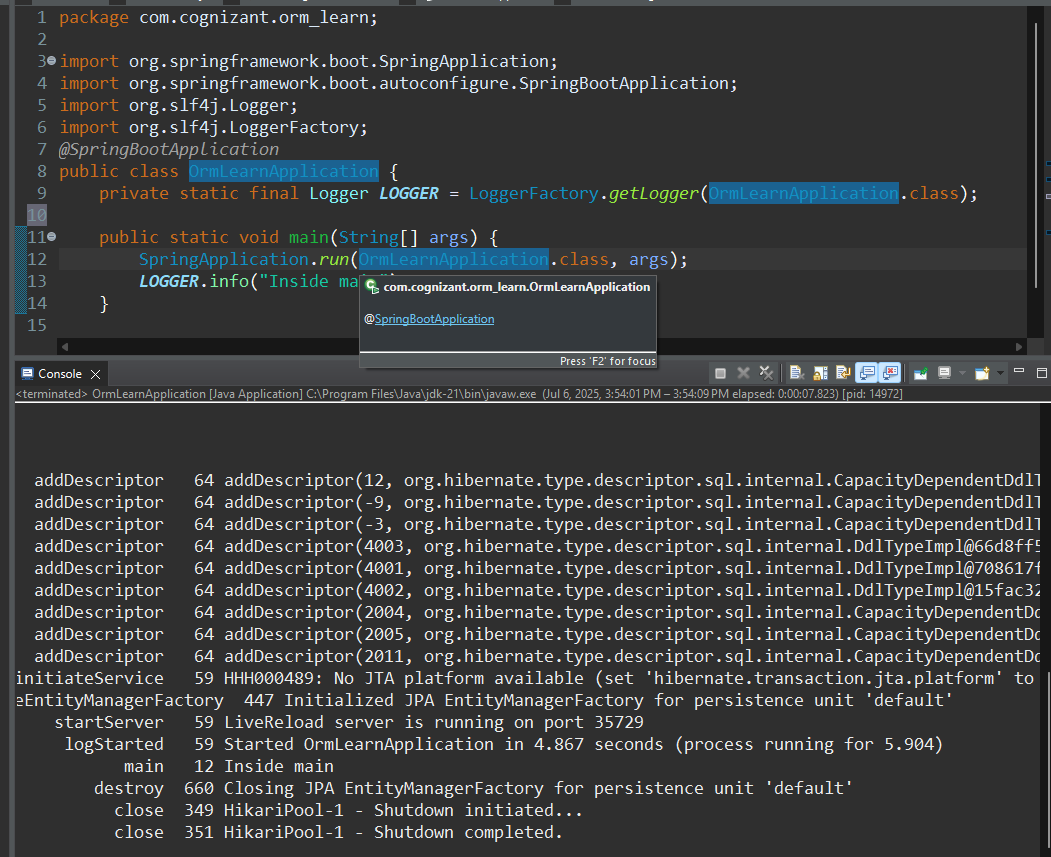 1 package com.cognizant.orm_learn;
2
3 import org.springframework.boot.SpringApplication;
4 import org.springframework.boot.autoconfigure.SpringBootApplication;
5 import org.slf4j.Logger;
6 import org.slf4j.LoggerFactory;
7 @SpringBootApplication
8 public class OrmLearnApplication {
9 private static final Logger LOGGER = LoggerFactory.getLogger(OrmLearnApplication.class);
10
11 public static void main(String[] args) {
12 SpringApplication.run(OrmLearnApplication.class, args);
13 LOGGER.info("Inside ma
14 }
15
com.cognizant.orm_learn.OrmLearnApplication
@SpringBootApplication
Press 'F2' for focus
Console
<terminated> OrmLearnApplication [Java Application] C:\Program Files\Java\jdk-21\bin\javaw.exe (Jul 6, 2025, 3:54:01 PM – 3:54:09 PM elapsed: 0:00:07.823) [pid: 14972]
addDescriptor 64 addDescriptor(12, org.hibernate.type.descriptor.sql.internal.CapacityDependentDdlT
addDescriptor 64 addDescriptor(-9, org.hibernate.type.descriptor.sql.internal.CapacityDependentDdlT
addDescriptor 64 addDescriptor(-3, org.hibernate.type.descriptor.sql.internal.CapacityDependentDdlT
addDescriptor 64 addDescriptor(4003, org.hibernate.type.descriptor.sql.internal.DdlTypeImpl@66d8ff5
addDescriptor 64 addDescriptor(4001, org.hibernate.type.descriptor.sql.internal.DdlTypeImpl@708617f
addDescriptor 64 addDescriptor(4002, org.hibernate.type.descriptor.sql.internal.DdlTypeImpl@15fac32
addDescriptor 64 addDescriptor(2004, org.hibernate.type.descriptor.sql.internal.CapacityDependentDd
addDescriptor 64 addDescriptor(2005, org.hibernate.type.descriptor.sql.internal.CapacityDependentDd
addDescriptor 64 addDescriptor(2011, org.hibernate.type.descriptor.sql.internal.CapacityDependentDd
initiateService 59 HHH000489: No JTA platform available (set 'hibernate.transaction.jta.platform' to
eEntityManagerFactory 447 Initialized JPA EntityManagerFactory for persistence unit 'default'
startServer 59 LiveReload server is running on port 35729
logStarted 59 Started OrmLearnApplication in 4.867 seconds (process running for 5.904)
main 12 Inside main
destroy 660 Closing JPA EntityManagerFactory for persistence unit 'default'
close 349 HikariPool-1 - Shutdown initiated...
close 351 HikariPool-1 - Shutdown completed.